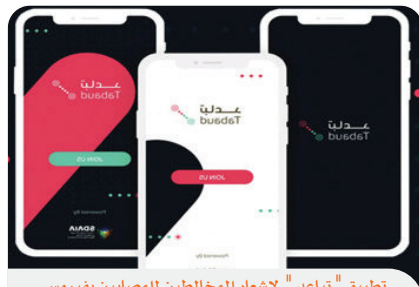 تباعد
Tabaud
JOIN US
Powered By
SDAIA
تباعد
Tabaud
JOIN US
Powered By
تباعد
Tabaud
تطبيق " تباعد " لإشعار المخالطين للمصابين بفيروس